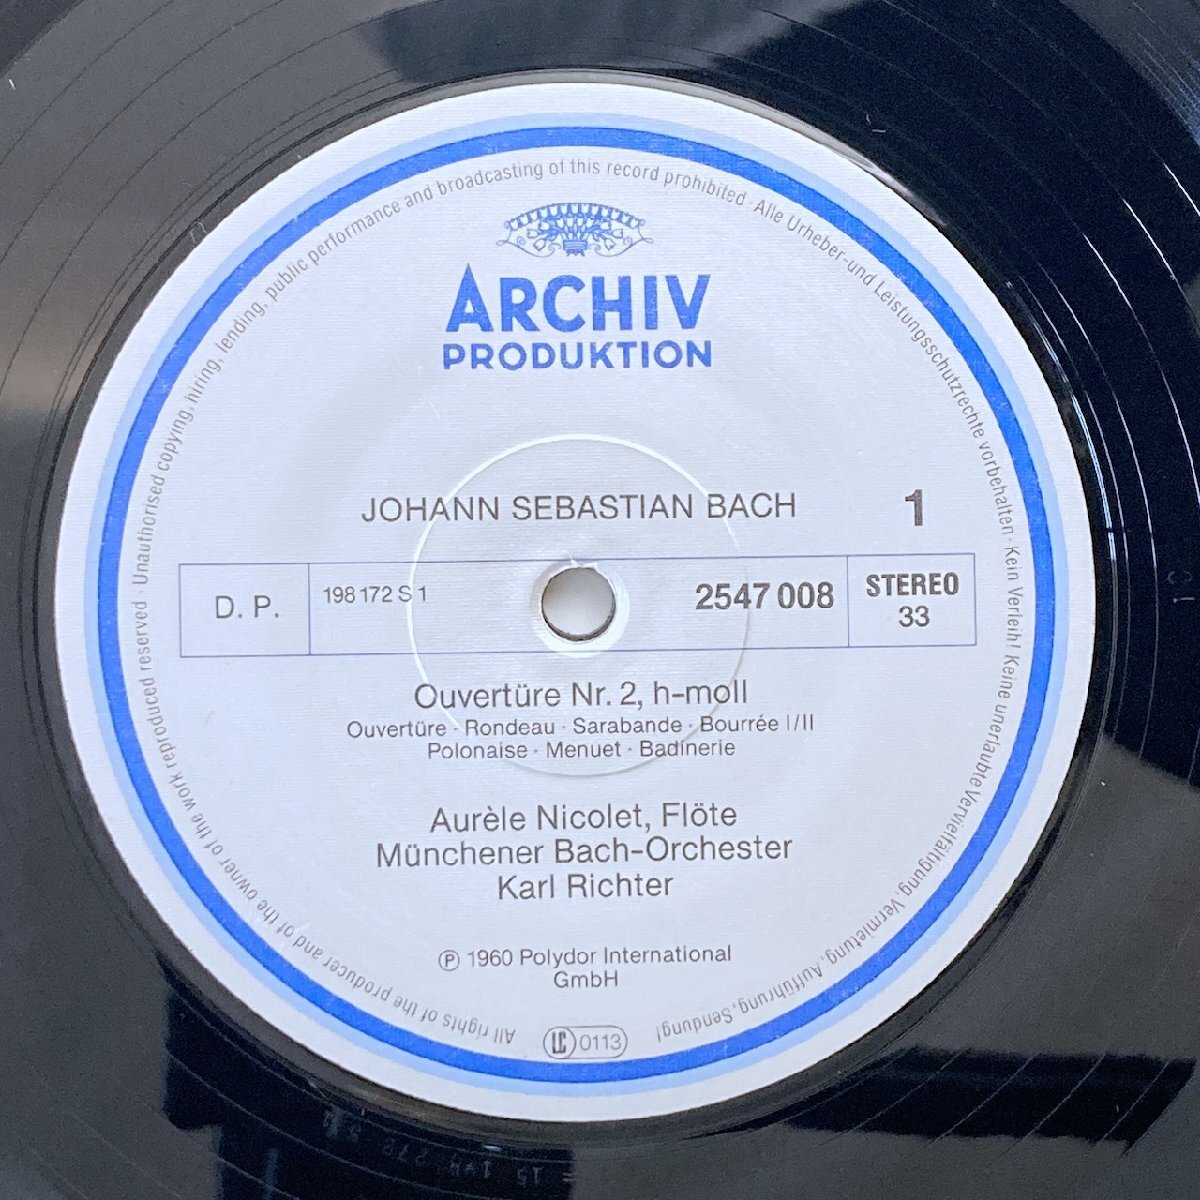 ARCHIV
PRODUKTION
JOHANN SEBASTIAN BACH
1
D. P.
198 172 S 1
2547 008
STEREO
33
Ouvertüre Nr. 2, h-moll
Ouvertüre · Rondeau · Sarabande · Bourrée I/II
Polonaise · Menuet · Badinerie
Aurèle Nicolet, Flöte
Münchener Bach-Orchester
Karl Richter
℗ 1960 Polydor International
GmbH
LC 0113
All rights of the producer and of the owner of the work reproduced reserved · Unauthorised copying, hiring, lending, public performance and broadcasting of this record prohibited · Alle Urheber- und Leistungsschutzrechte vorbehalten · Kein Verleih! Keine unerlaubte Vervielfältigung, Vermietung, Aufführung, Sendung!